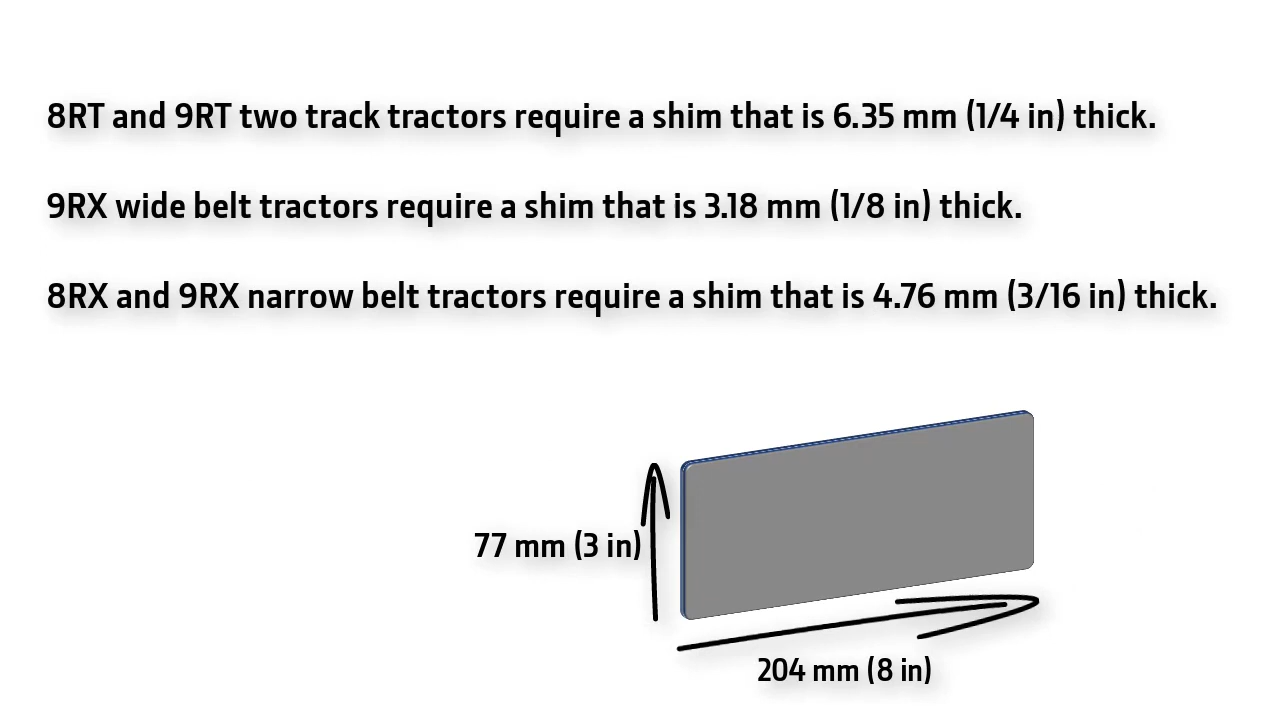 8RT and 9RT two track tractors require a shim that is 6.35 mm (1/4 in) thick.
9RX wide belt tractors require a shim that is 3.18 mm (1/8 in) thick.
8RX and 9RX narrow belt tractors require a shim that is 4.76 mm (3/16 in) thick.
77 mm (3 in)
204 mm (8 in)